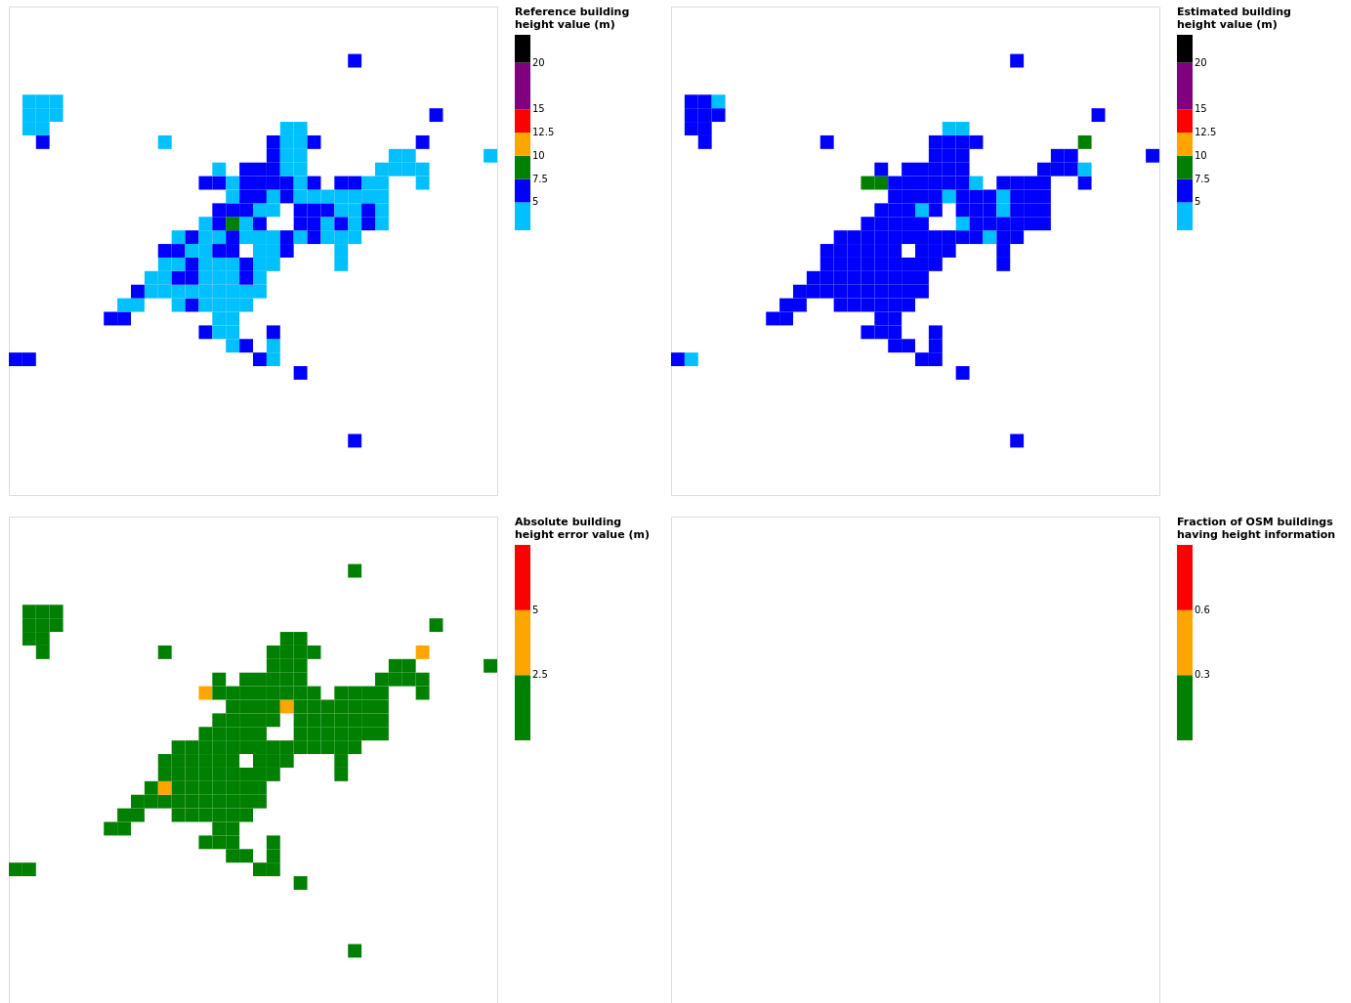 Reference building
height value (m)
20
15
12.5
10
7.5
5
Estimated building
height value (m)
20
15
12.5
10
7.5
5
Absolute building
height error value (m)
5
2.5
Fraction of OSM buildings
having height information
0.6
0.3